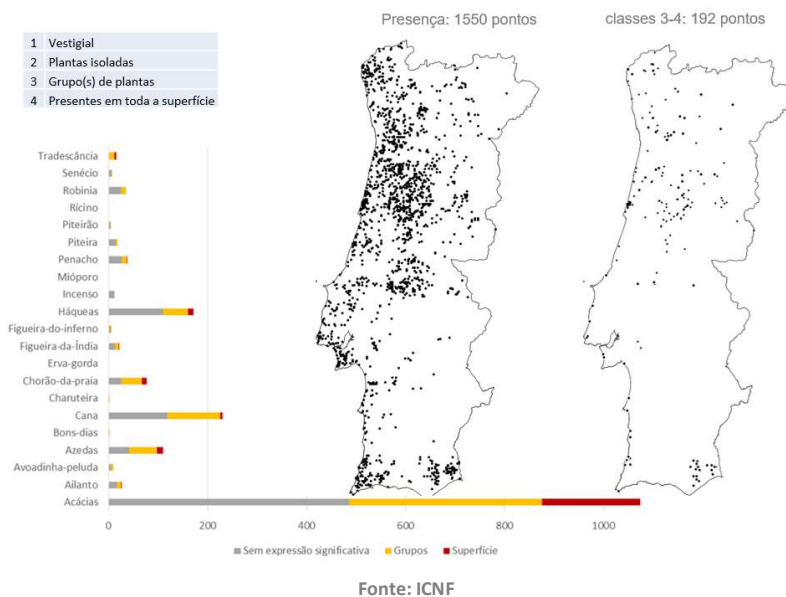 Presença: 1550 pontos
classes 3-4: 192 pontos
1 Vestigial
2 Plantas isoladas
3 Grupo(s) de plantas
4 Presentes em toda a superfície
Tradescância
Senécio
Robinia
Rícino
Piteirão
Piteira
Penacho
Mióporo
Incenso
Háqueas
Figueira-do-inferno
Figueira-da-Índia
Erva-gorda
Chorão-da-praia
Charuteira
Cana
Bons-dias
Azedas
Avoadinha-peluda
Ailanto
Acácias
0 200 400 600 800 1000
Sem expressão significativa Grupos Superfície
Fonte: ICNF